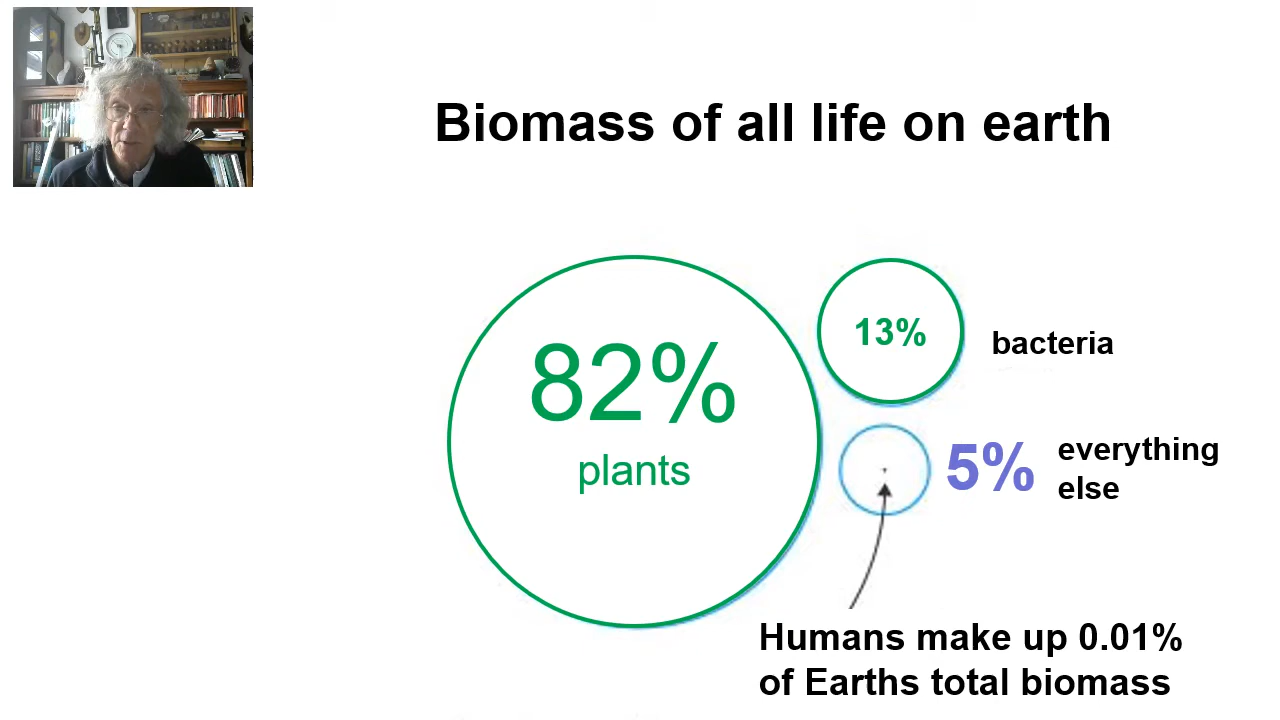 Biomass of all life on earth
82%
plants
13%
bacteria
5%
everything
else
Humans make up 0.01%
of Earths total biomass